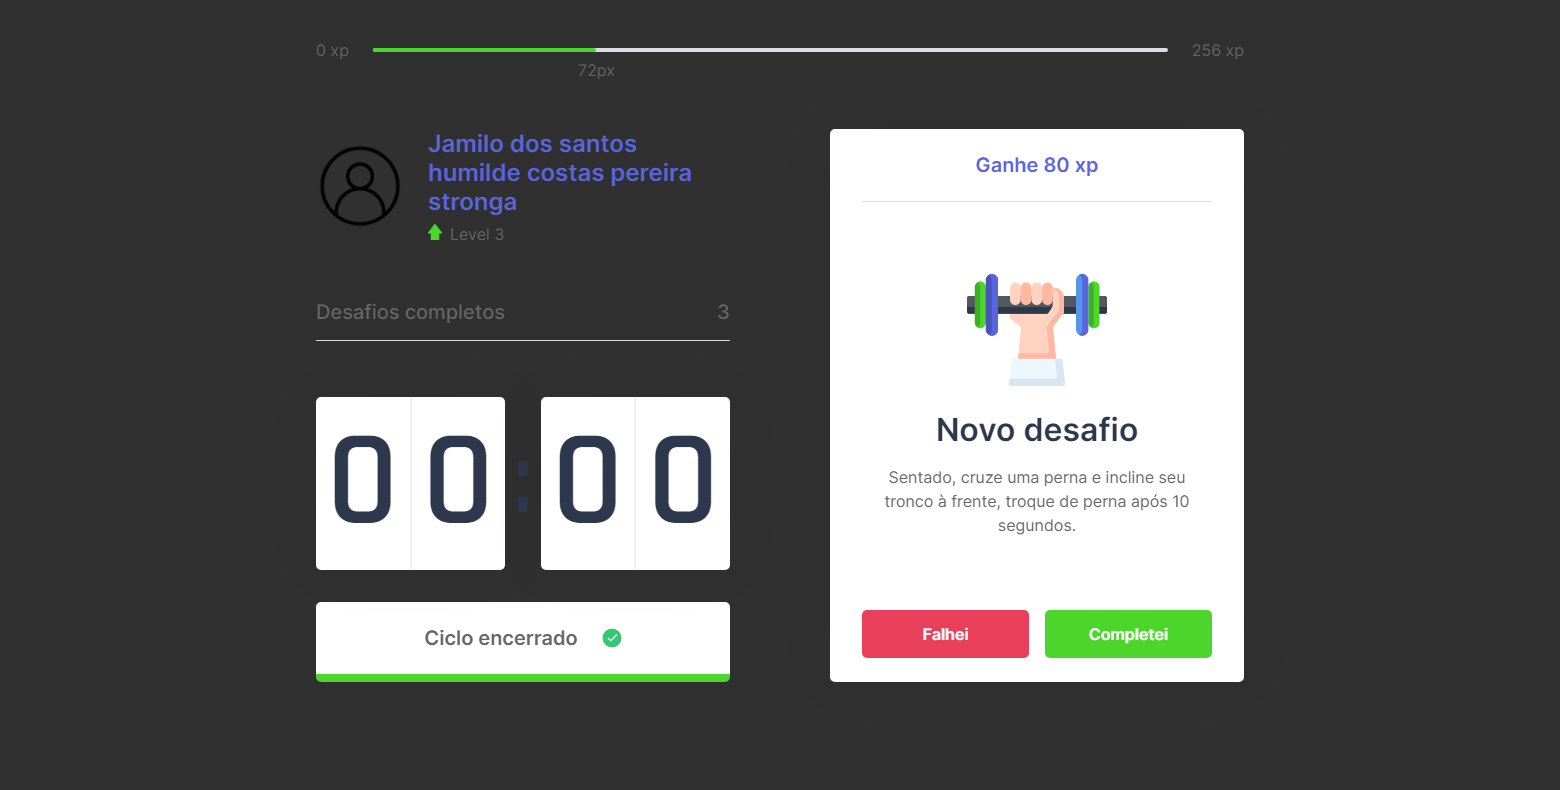 0 xp
256 xp
72px
Jamilo dos santos
humilde costas pereira
stronga
Level 3
Desafios completos 3
00:00
Ciclo encerrado
Ganhe 80 xp
Novo desafio
Sentado, cruze uma perna e incline seu
tronco à frente, troque de perna após 10
segundos.
Falhei
Completei